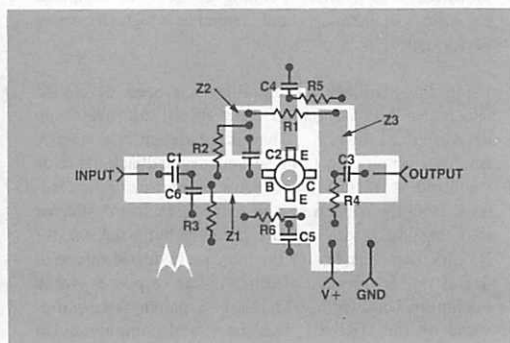 C4
R5
Z2
R1
Z3
R2
C2
E
C1
C3
INPUT
B
C
OUTPUT
C6
R4
E
R3
Z1
R6
C5
V+
GND